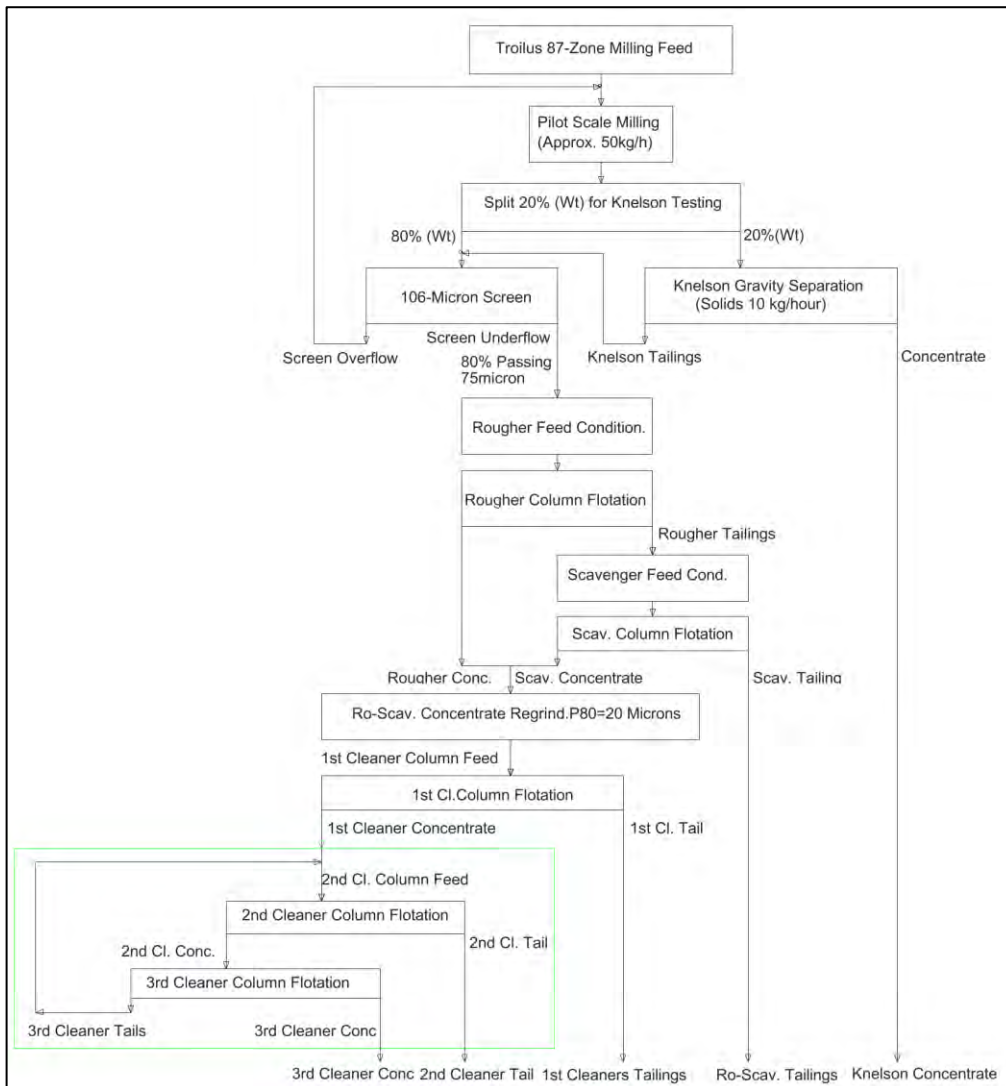 Troilus 87-Zone Milling Feed
Pilot Scale Milling
(Approx. 50kg/h)
Split 20% (Wt) for Knelson Testing
80% (Wt)
20%(Wt)
106-Micron Screen
Knelson Gravity Separation
(Solids 10 kg/hour)
Screen Overflow
Screen Underflow
80% Passing
75micron
Knelson Tailings
Concentrate
Rougher Feed Condition.
Rougher Column Flotation
Rougher Tailings
Scavenger Feed Cond.
Scav. Column Flotation
Rougher Conc.
Scav. Concentrate
Scav. Tailing
Ro-Scav. Concentrate Regrind.P80=20 Microns
1st Cleaner Column Feed
1st Cl.Column Flotation
1st Cleaner Concentrate
1st Cl. Tail
2nd Cl. Column Feed
2nd Cleaner Column Flotation
2nd Cl. Conc.
2nd Cl. Tail
3rd Cleaner Column Flotation
3rd Cleaner Tails
3rd Cleaner Conc
3rd Cleaner Conc
2nd Cleaner Tail
1st Cleaners Tailings
Ro-Scav. Tailings
Knelson Concentrate